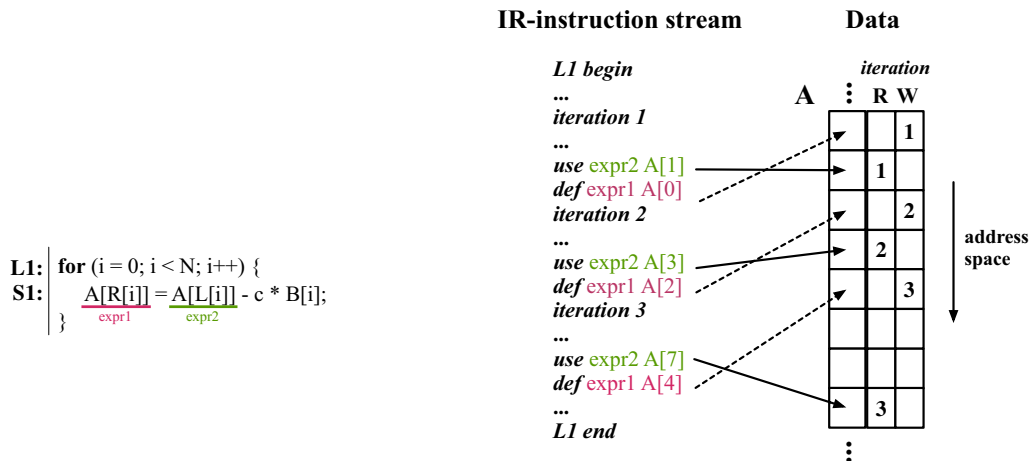 L1: for (i = 0; i < N; i++) {
S1: A[R[i]] = A[L[i]] - c * B[i];
expr1 expr2
}
IR-instruction stream
L1 begin
...
iteration 1
...
use expr2 A[1]
def expr1 A[0]
iteration 2
...
use expr2 A[3]
def expr1 A[2]
iteration 3
...
use expr2 A[7]
def expr1 A[4]
...
L1 end
Data
iteration
A ... R W
1
1
2
2
3
3
...
address
space